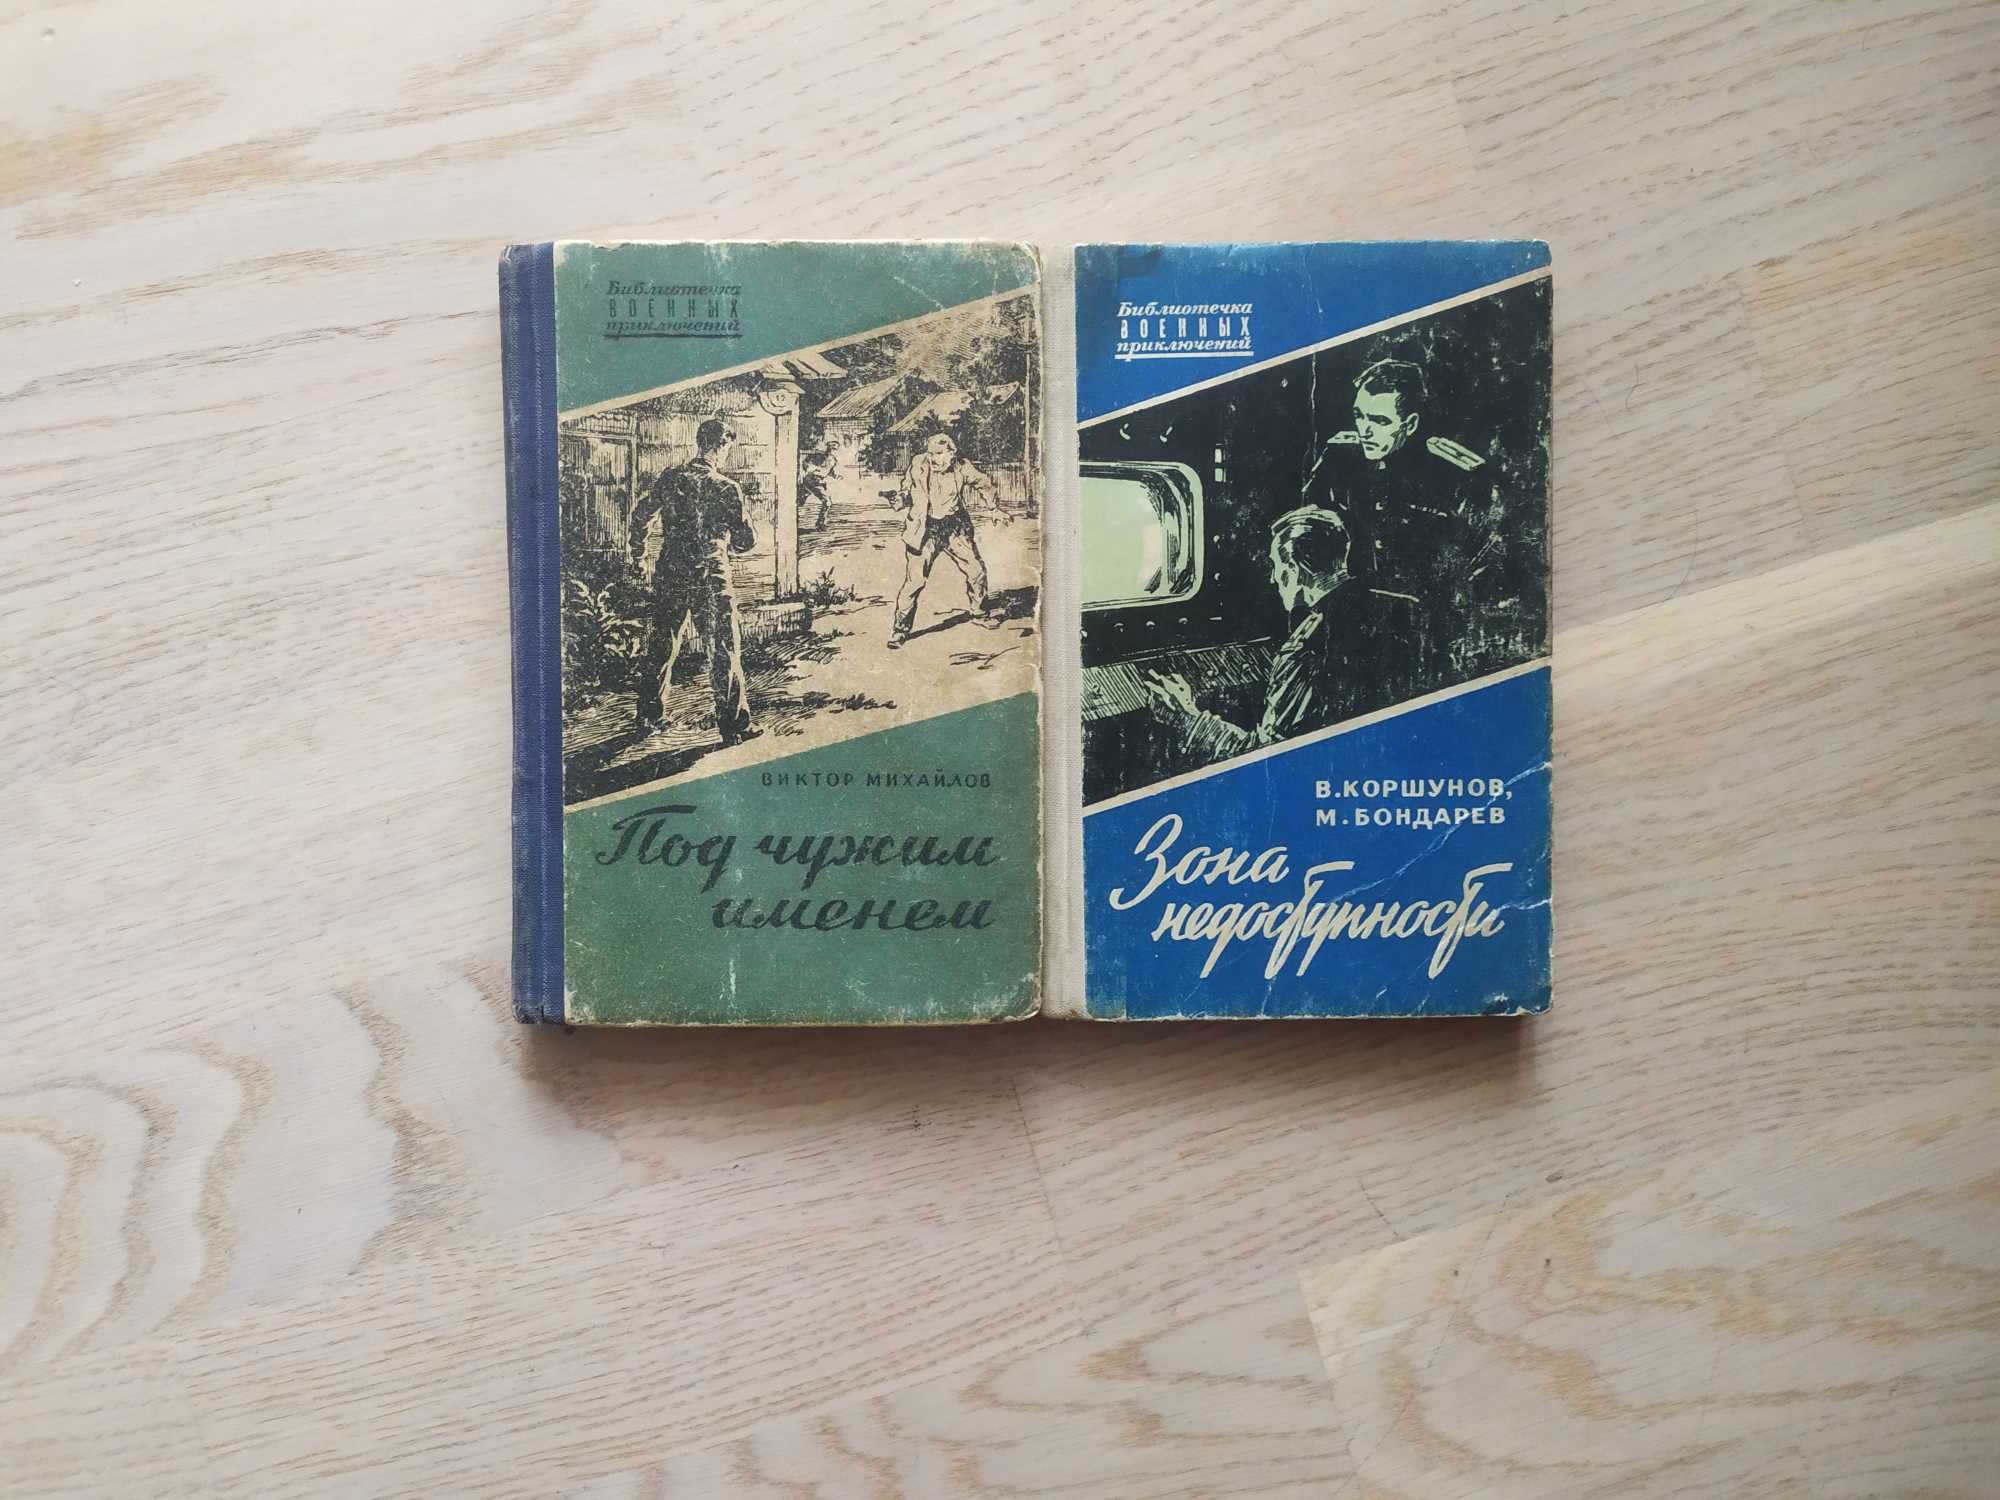 Библиотечка
ВОЕННЫХ
приключений
ВИКТОР МИХАЙЛОВ
Под чужим
именем
Библиотечка
ВОЕННЫХ
приключений
В. КОРШУНОВ,
М. БОНДАРЕВ
Зона
недоступности